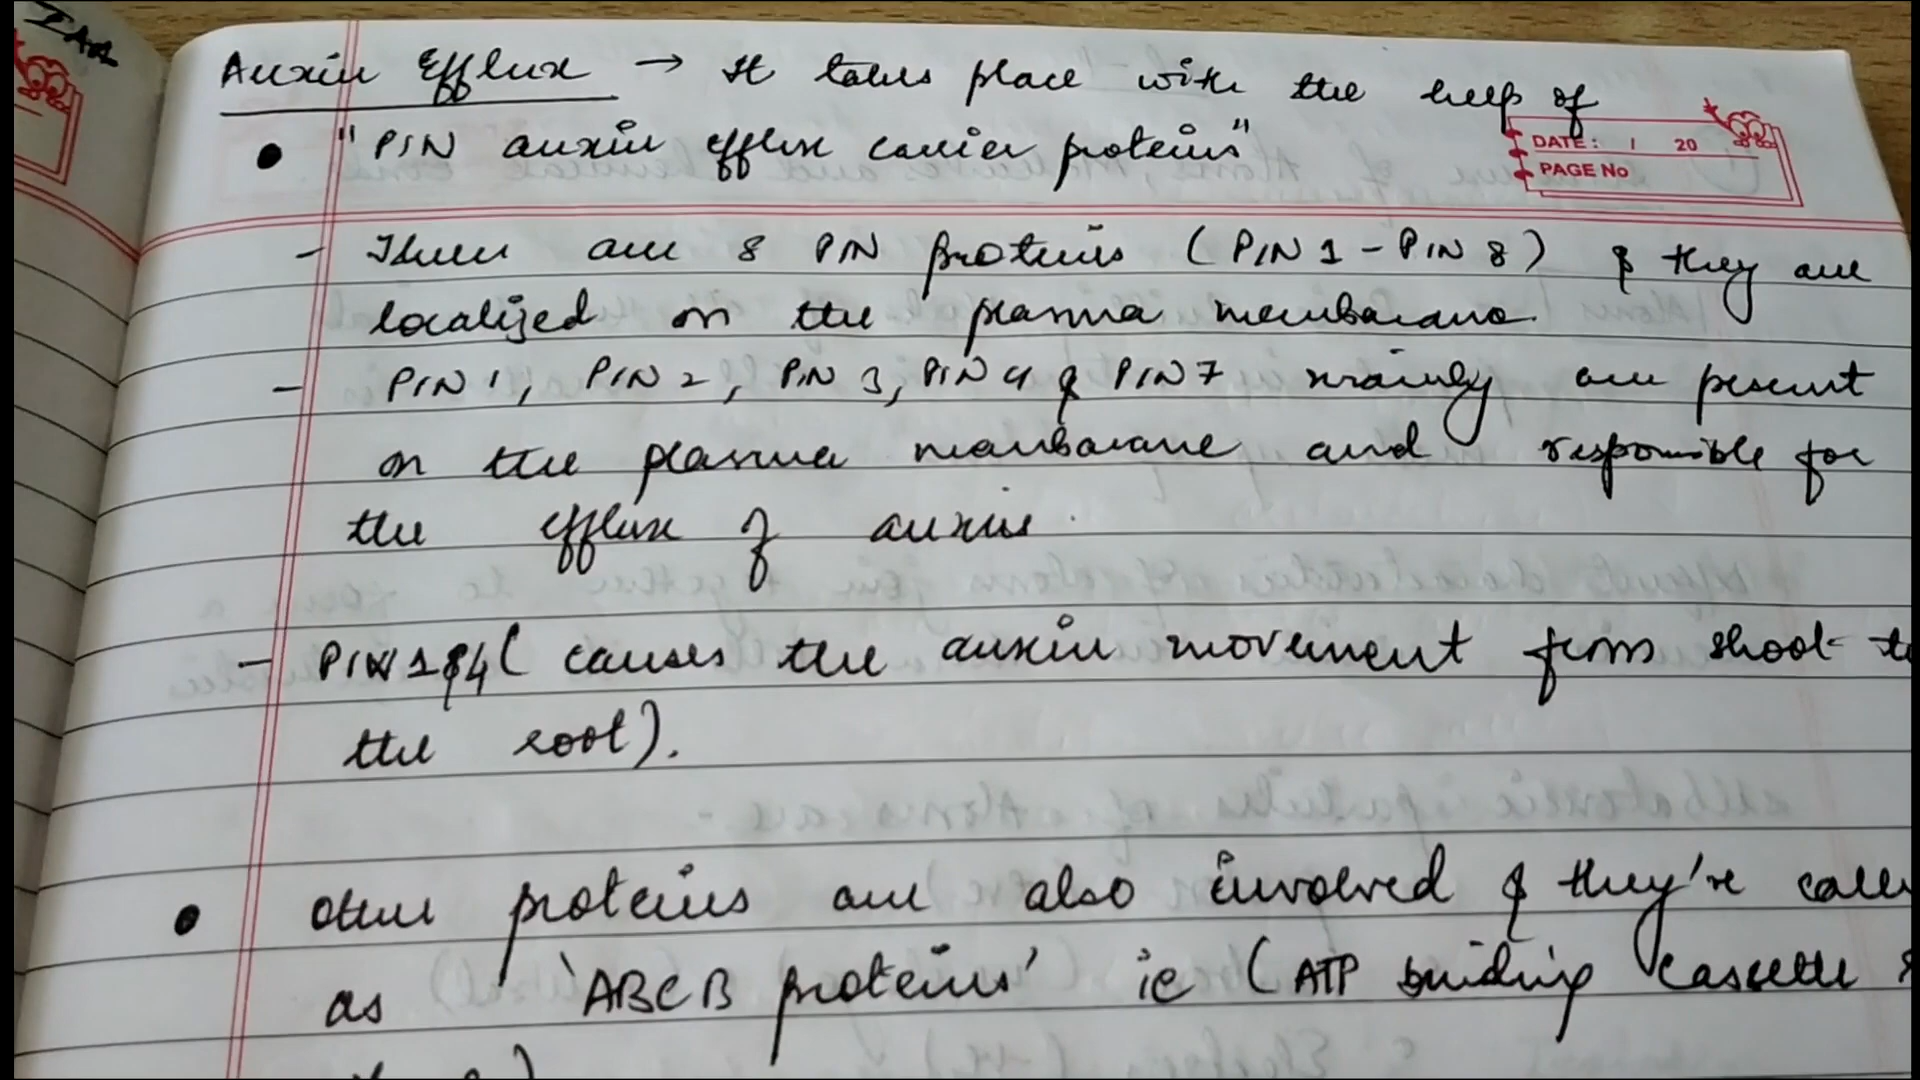 IAA
Auxin Efflux → It takes place with the help of
• "PIN auxin efflux carrier proteins"
DATE: / 20
PAGE No
- There are 8 PIN proteins (PIN 1 - PIN 8) & they are
localized on the plasma membrane.
- PIN 1, PIN 2, PIN 3, PIN 4 & PIN 7 mainly are present
on the plasma membrane and responsible for
the efflux of auxin.
- PIN 1 & 4 ( causes the auxin movement from shoot to
the root).
• Other proteins are also involved & they're calle
as 'ABCB proteins' ie (ATP binding Cassette